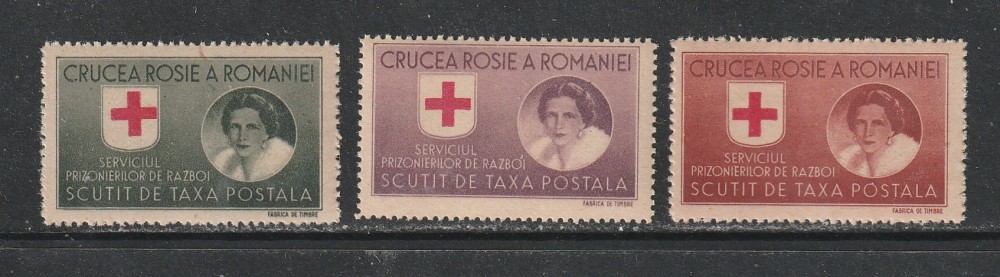 CRUCEA ROSIE A ROMANIEI
SERVICIUL
PRIZONIERILOR DE RAZBOI
SCUTIT DE TAXA POSTALA
FABRICA DE TIMBRE
CRUCEA ROSIE A ROMANIEI
SERVICIUL
PRIZONIERILOR DE RAZBOI
SCUTIT DE TAXA POSTALA
FABRICA DE TIMBRE
CRUCEA ROSIE A ROMANIEI
SERVICIUL
PRIZONIERILOR DE RAZBOI
SCUTIT DE TAXA POSTALA
FABRICA DE TIMBRE